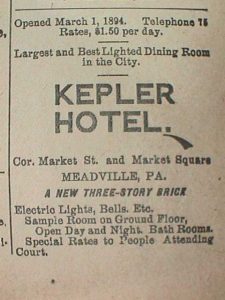 Opened March 1, 1894. Telephone 75
Rates, $1.50 per day.
Largest and Best Lighted Dining Room
in the City.
KEPLER
HOTEL.
Cor. Market St. and Market Square
MEADVILLE, PA.
A NEW THREE-STORY BRICK
Electric Lights, Bells. Etc.
Sample Room on Ground Floor,
Open Day and Night. Bath Rooms.
Special Rates to People Attending
Court.